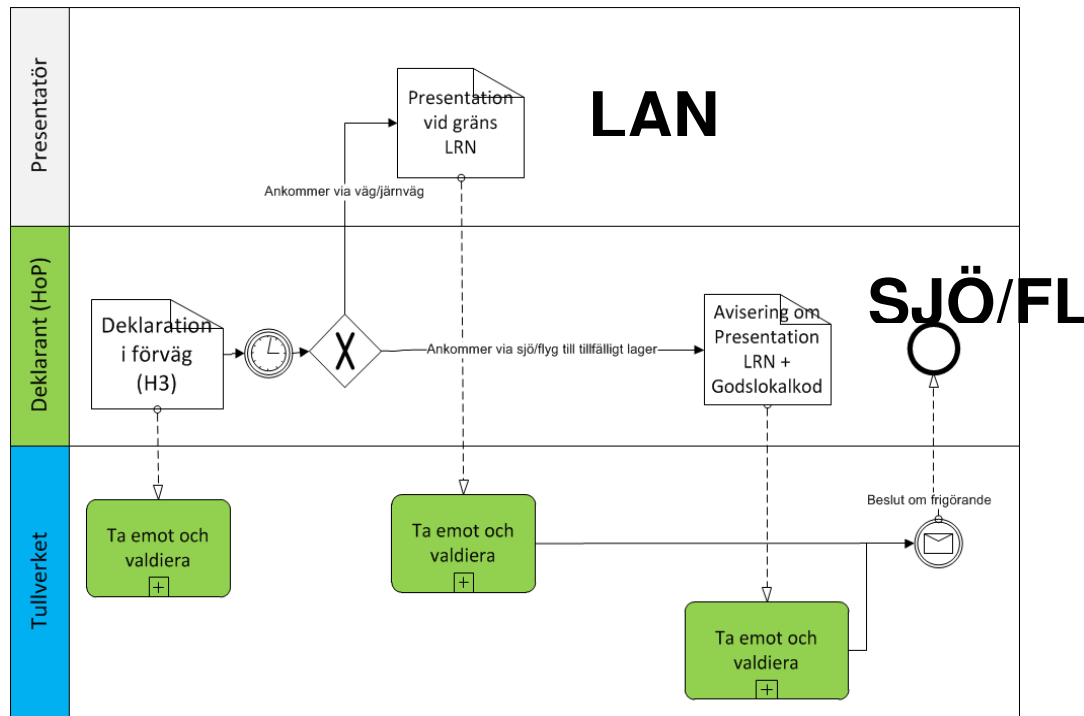 Presentatör
Presentation
vid gräns
LRN
LAN
Ankommer via väg/järnväg
Deklarant (HoP)
Deklaration
i förväg
(H3)
X
Ankommer via sjö/flyg till tillfälligt lager
Avisering om
Presentation
LRN +
Godslokalkod
SJÖ/FL
Tullverket
Ta emot och
valdiera
Ta emot och
valdiera
Ta emot och
valdiera
Beslut om frigörande